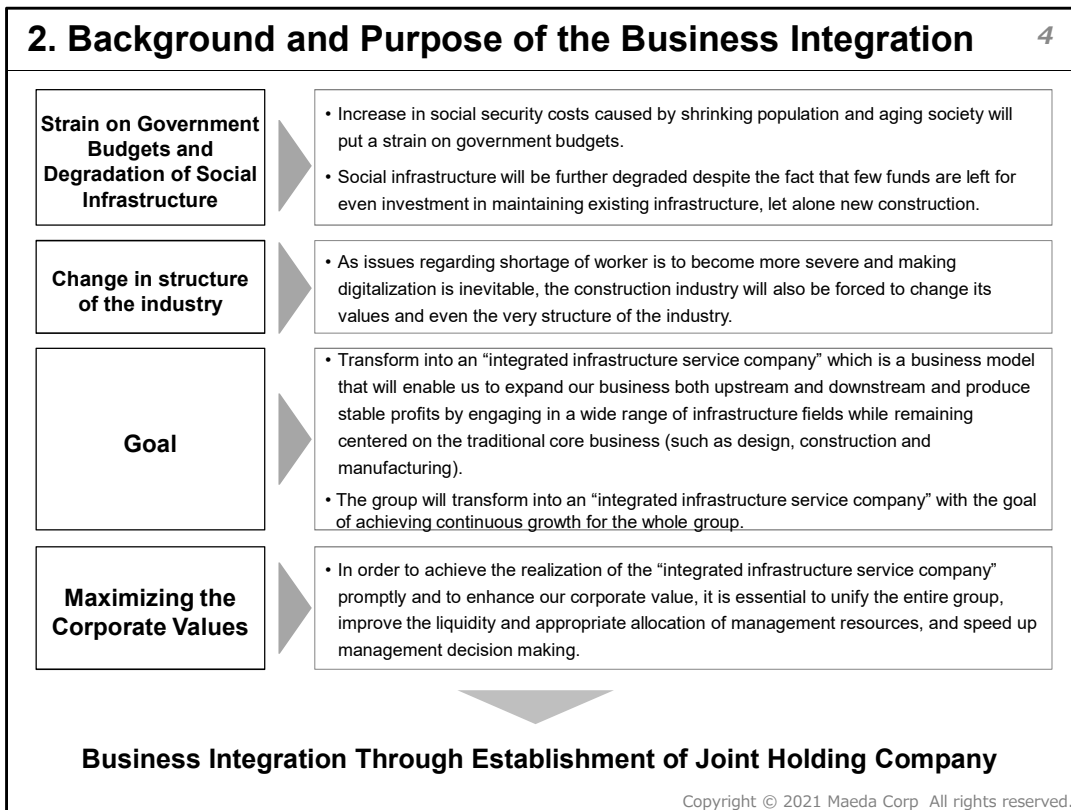 2. Background and Purpose of the Business Integration
4
Strain on Government
Budgets and
Degradation of Social
Infrastructure
• Increase in social security costs caused by shrinking population and aging society will
put a strain on government budgets.
• Social infrastructure will be further degraded despite the fact that few funds are left for
even investment in maintaining existing infrastructure, let alone new construction.
Change in structure
of the industry
• As issues regarding shortage of worker is to become more severe and making
digitalization is inevitable, the construction industry will also be forced to change its
values and even the very structure of the industry.
Goal
• Transform into an “integrated infrastructure service company” which is a business model
that will enable us to expand our business both upstream and downstream and produce
stable profits by engaging in a wide range of infrastructure fields while remaining
centered on the traditional core business (such as design, construction and
manufacturing).
• The group will transform into an “integrated infrastructure service company” with the goal
of achieving continuous growth for the whole group.
Maximizing the
Corporate Values
• In order to achieve the realization of the “integrated infrastructure service company”
promptly and to enhance our corporate value, it is essential to unify the entire group,
improve the liquidity and appropriate allocation of management resources, and speed up
management decision making.
Business Integration Through Establishment of Joint Holding Company
Copyright © 2021 Maeda Corp All rights reserved.